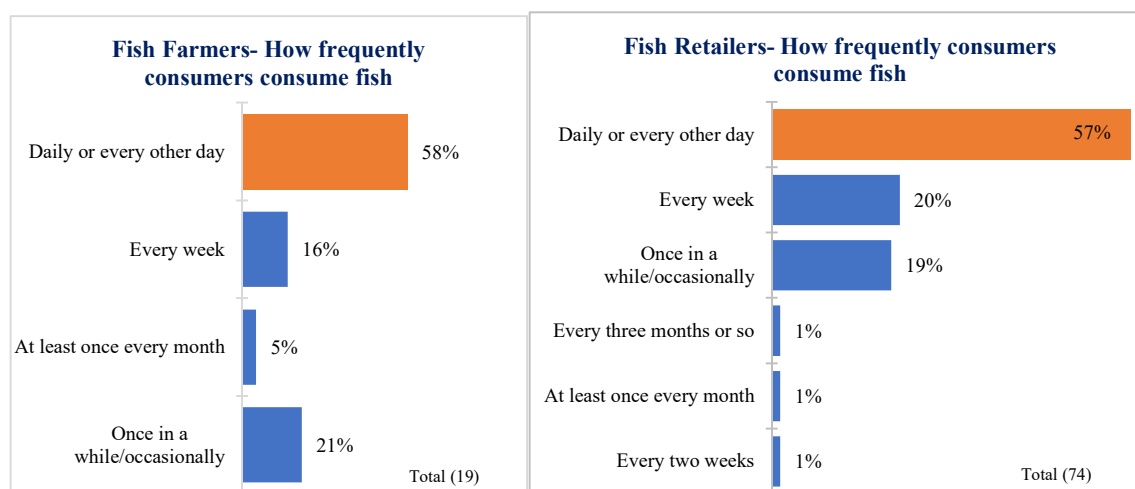 Fish Farmers- How frequently
consumers consume fish
Daily or every other day
58%
Every week
16%
At least once every month
5%
Once in a
while/occasionally
21%
Total (19)
Fish Retailers- How frequently consumers
consume fish
Daily or every other day
57%
Every week
20%
Once in a
while/occasionally
19%
Every three months or so
1%
At least once every month
1%
Every two weeks
1%
Total (74)